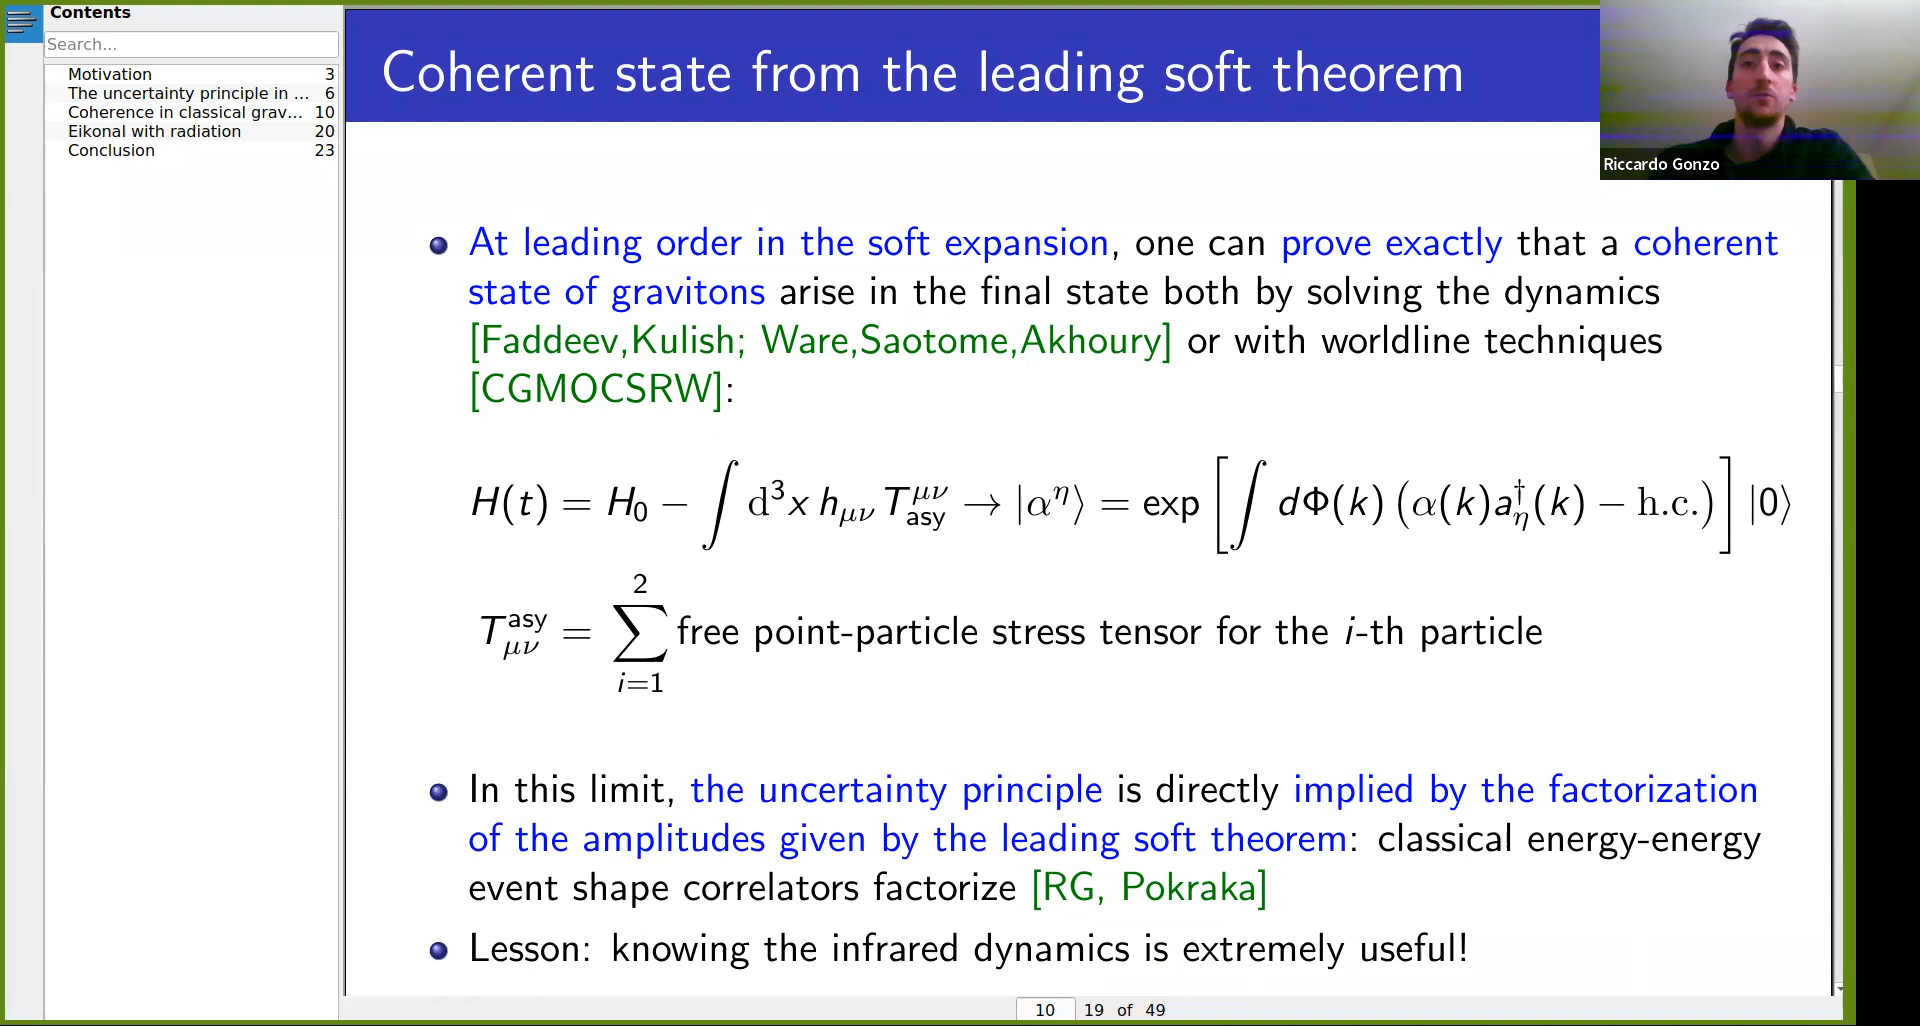 Contents
Search...
Motivation 3
The uncertainty principle in ... 6
Coherence in classical grav... 10
Eikonal with radiation 20
Conclusion 23
Coherent state from the leading soft theorem
Riccardo Gonzo
At leading order in the soft expansion, one can prove exactly that a coherent
state of gravitons arise in the final state both by solving the dynamics
[Faddeev,Kulish; Ware,Saotome,Akhoury] or with worldline techniques
[CGMOCSRW]:
H(t) = H₀ − ∫ d³x h_{μν} T^{μν}_{asy} → |α^η⟩ = exp [ ∫ dΦ(k) (α(k)a^†_η(k) − h.c.) ] |0⟩
T^{asy}_{μν} = ∑_{i=1}^{2} free point-particle stress tensor for the i-th particle
In this limit, the uncertainty principle is directly implied by the factorization
of the amplitudes given by the leading soft theorem: classical energy-energy
event shape correlators factorize [RG, Pokraka]
Lesson: knowing the infrared dynamics is extremely useful!
10 19 of 49